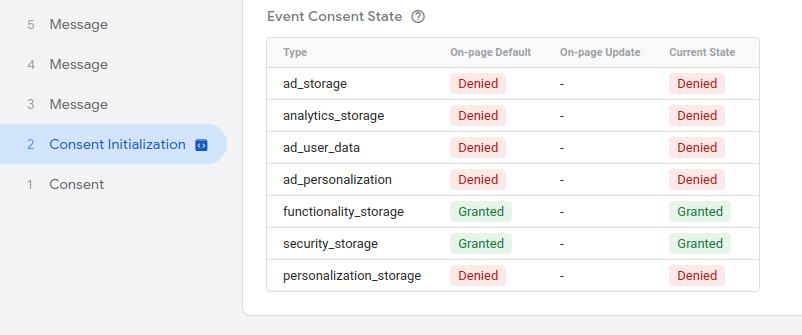 5 Message
4 Message
3 Message
2 Consent Initialization
1 Consent
Event Consent State
Type On-page Default On-page Update Current State
ad_storage Denied - Denied
analytics_storage Denied - Denied
ad_user_data Denied - Denied
ad_personalization Denied - Denied
functionality_storage Granted - Granted
security_storage Granted - Granted
personalization_storage Denied - Denied